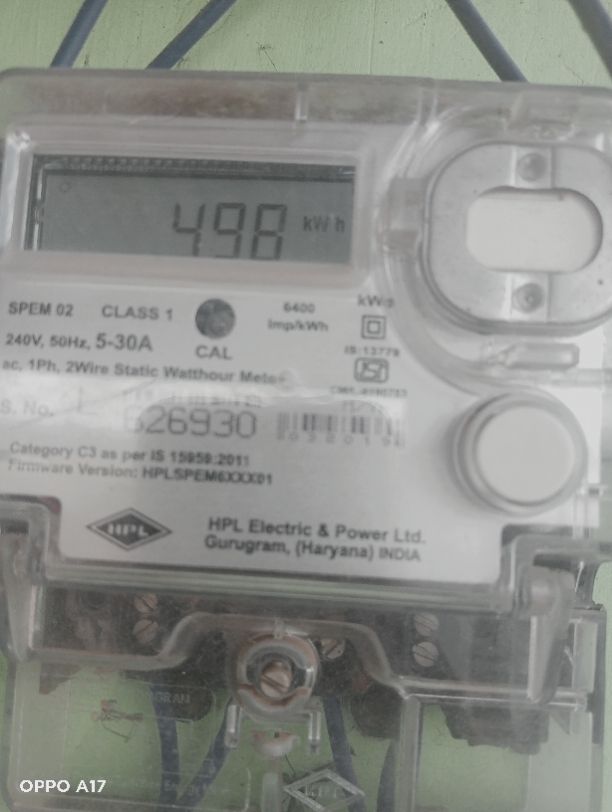 498 kWh
SPEM 02 CLASS 1 6400 imp/kWh
240V, 50Hz, 5-30A CAL IS:13779
ac, 1Ph, 2Wire Static Watthour Meter
S. No. 626930
Category C3 as per IS 15959:2011
Firmware Version: HPLSPEM6XXX01
HPL
HPL Electric & Power Ltd.
Gurugram, (Haryana) INDIA
HPL
OPPO A17